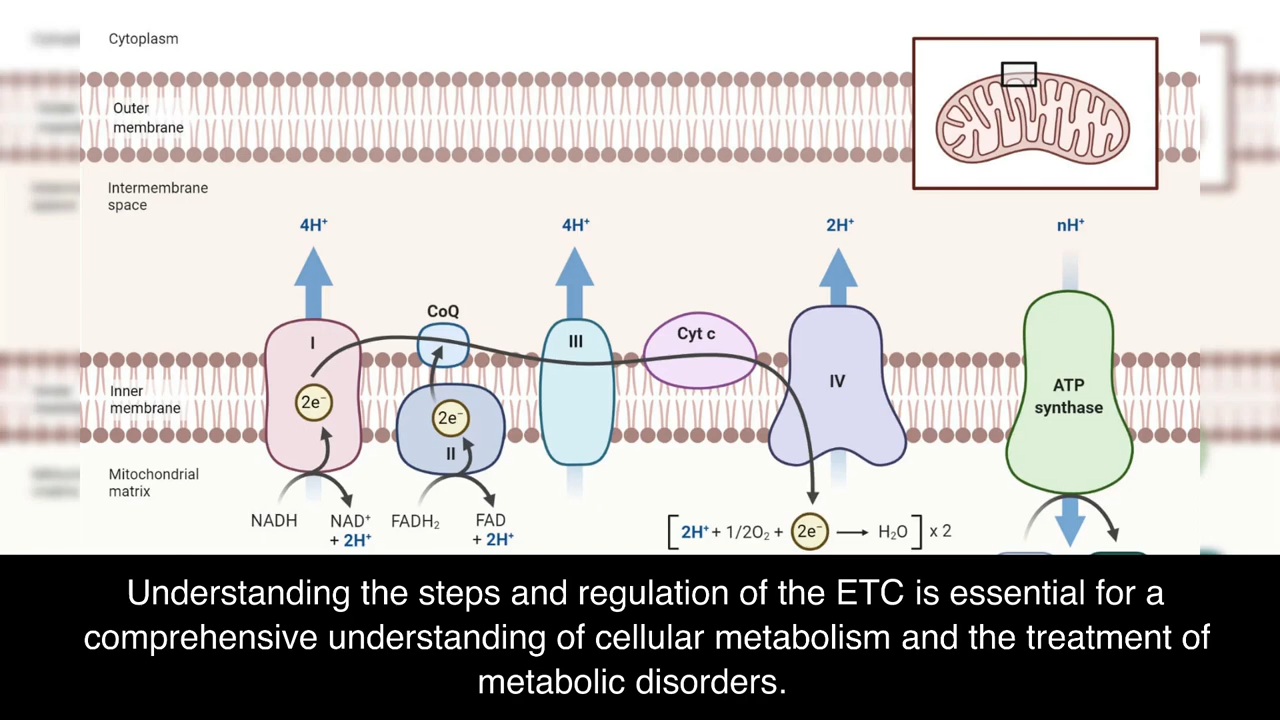 Cytoplasm
Outer
membrane
Intermembrane
space
4H⁺
4H⁺
2H⁺
nH⁺
CoQ
I
III
Cyt c
IV
ATP
synthase
Inner
membrane
2e⁻
2e⁻
II
Mitochondrial
matrix
NADH
NAD⁺
+ 2H⁺
FADH₂
FAD
+ 2H⁺
[2H⁺ + 1/2O₂ + 2e⁻ → H₂O] x 2
Understanding the steps and regulation of the ETC is essential for a
comprehensive understanding of cellular metabolism and the treatment of
metabolic disorders.